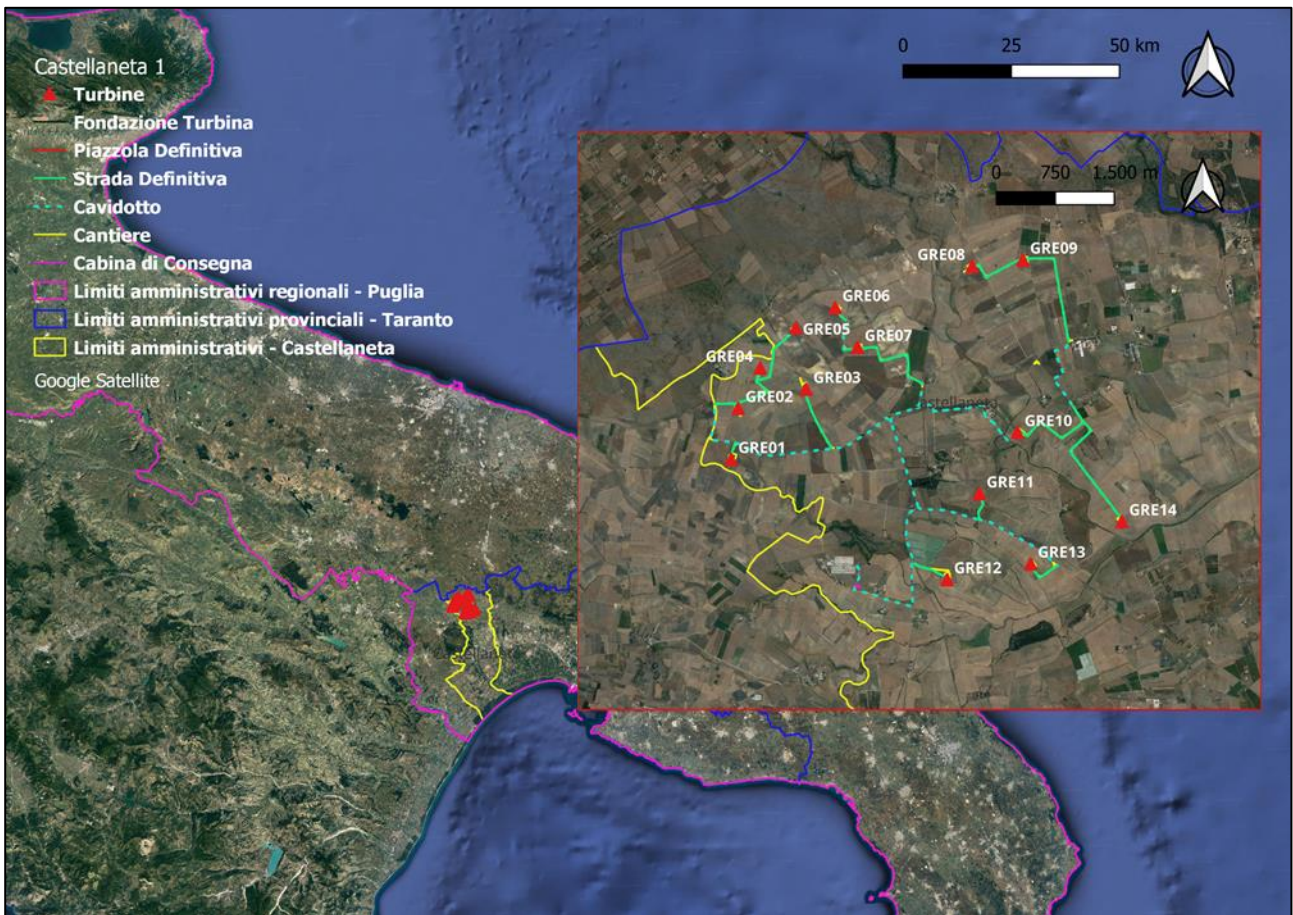 Castellaneta 1
Turbine
Fondazione Turbina
Piazzola Definitiva
Strada Definitiva
Cavidotto
Cantiere
Cabina di Consegna
Limiti amministrativi regionali - Puglia
Limiti amministrativi provinciali - Taranto
Limiti amministrativi - Castellaneta
Google Satellite
0 25 50 km
0 750 1.500 m
GRE08
GRE09
GRE06
GRE05
GRE07
GRE04
GRE03
GRE02
GRE10
GRE01
GRE11
GRE14
GRE13
GRE12